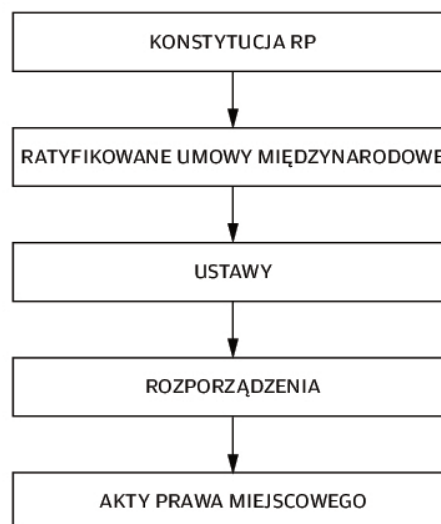 KONSTYTUCJA RP
RATYFIKOWANE UMOWY MIĘDZYNARODOWE
USTAWY
ROZPORZĄDZENIA
AKTY PRAWA MIEJSCOWEGO